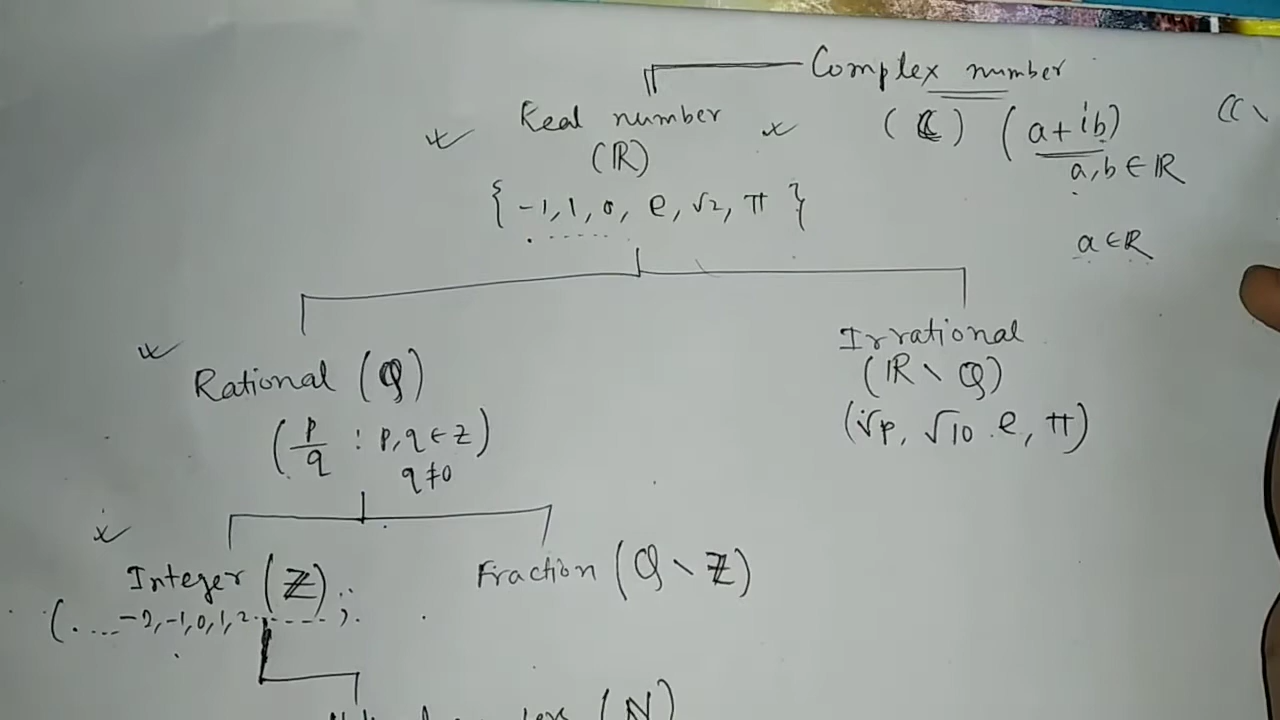 Complex number
Real number
(ℝ)
(ℂ) (a+ib)
a,b ∈ ℝ
{-1, 1, 0, e, √2, π}
a ∈ ℝ
Irrational
(ℝ \ ℚ)
(√p, √10 . e, π)
Rational (ℚ)
(p/q : p,q ∈ z)
q≠0
Integer (ℤ)
(....-2,-1,0,1,2.....)
Fraction (ℚ \ ℤ)
(N)